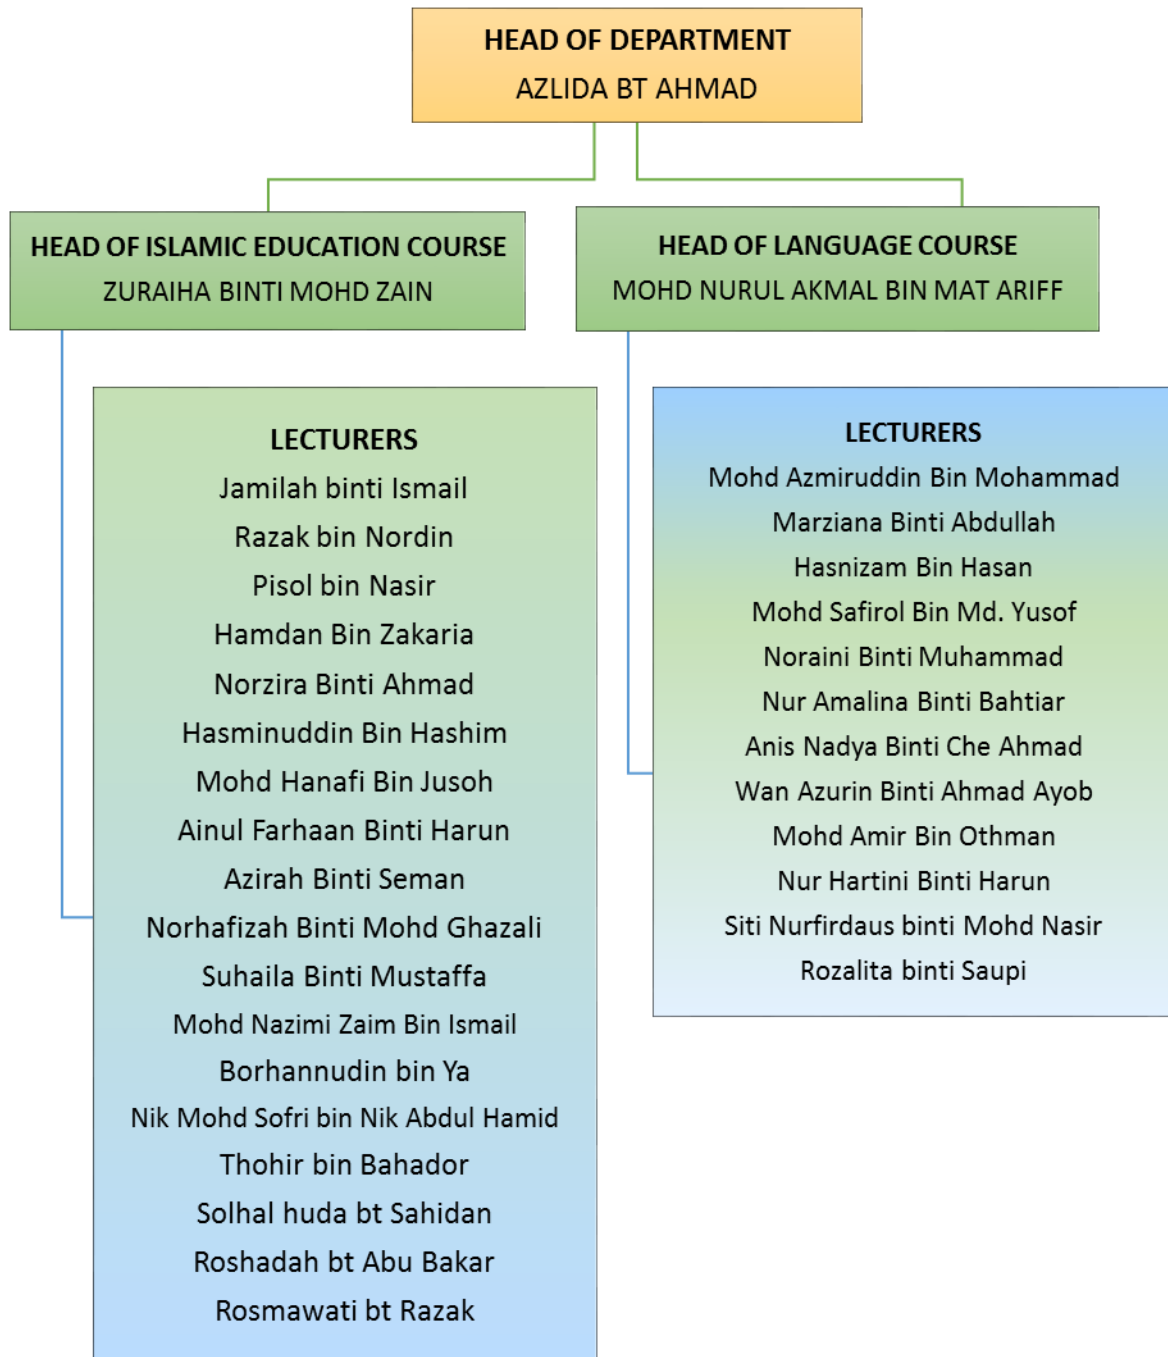 HEAD OF DEPARTMENT
AZLIDA BT AHMAD
HEAD OF ISLAMIC EDUCATION COURSE
ZURAIHA BINTI MOHD ZAIN
HEAD OF LANGUAGE COURSE
MOHD NURUL AKMAL BIN MAT ARIFF
LECTURERS
Jamilah binti Ismail
Razak bin Nordin
Pisol bin Nasir
Hamdan Bin Zakaria
Norzira Binti Ahmad
Hasminuddin Bin Hashim
Mohd Hanafi Bin Jusoh
Ainul Farhaan Binti Harun
Azirah Binti Seman
Norhafizah Binti Mohd Ghazali
Suhaila Binti Mustaffa
Mohd Nazimi Zaim Bin Ismail
Borhannudin bin Ya
Nik Mohd Sofri bin Nik Abdul Hamid
Thohir bin Bahador
Solhal huda bt Sahidan
Roshadah bt Abu Bakar
Rosmawati bt Razak
LECTURERS
Mohd Azmiruddin Bin Mohammad
Marziana Binti Abdullah
Hasnizam Bin Hasan
Mohd Safirol Bin Md. Yusof
Noraini Binti Muhammad
Nur Amalina Binti Bahtiar
Anis Nadya Binti Che Ahmad
Wan Azurin Binti Ahmad Ayob
Mohd Amir Bin Othman
Nur Hartini Binti Harun
Siti Nurfirdaus binti Mohd Nasir
Rozalita binti Saupi